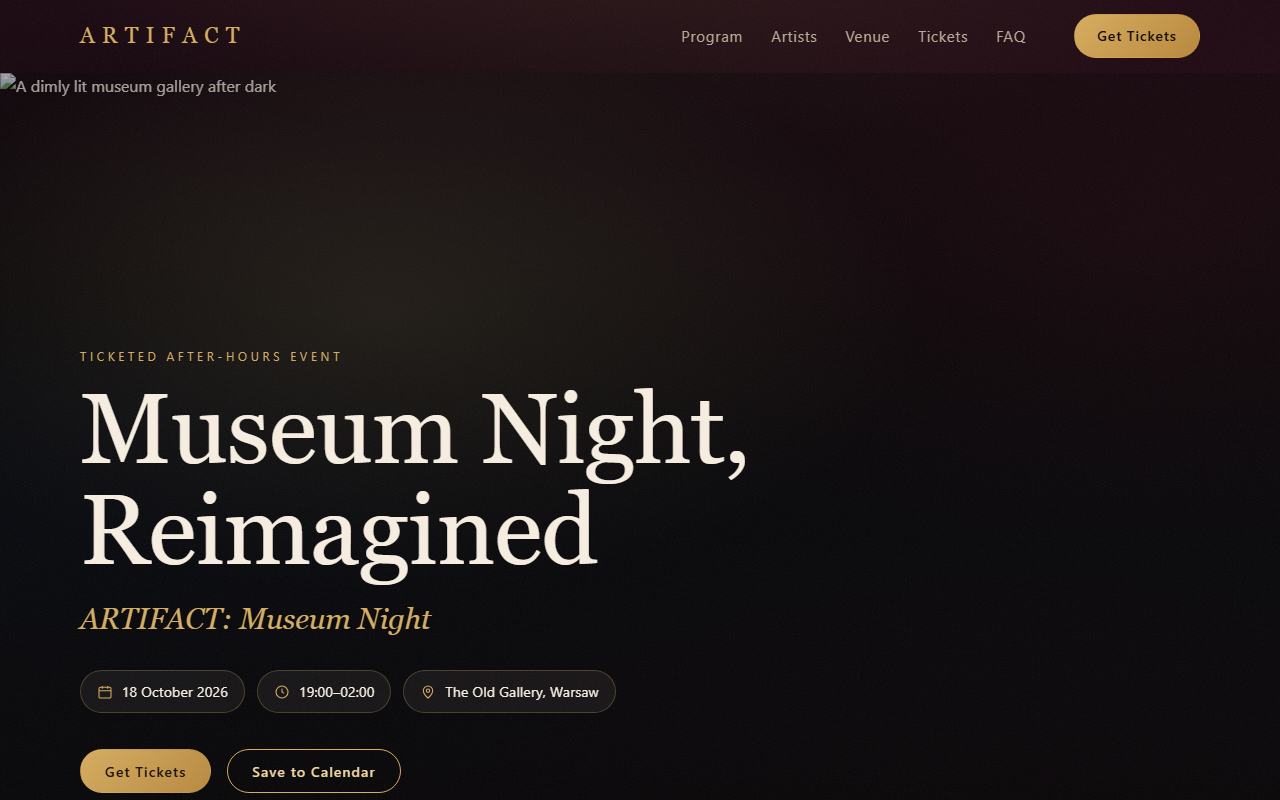 ARTIFACT
Program Artists Venue Tickets FAQ Get Tickets
A dimly lit museum gallery after dark
TICKETED AFTER-HOURS EVENT
Museum Night,
Reimagined
ARTIFACT: Museum Night
18 October 2026 19:00–02:00 The Old Gallery, Warsaw
Get Tickets Save to Calendar